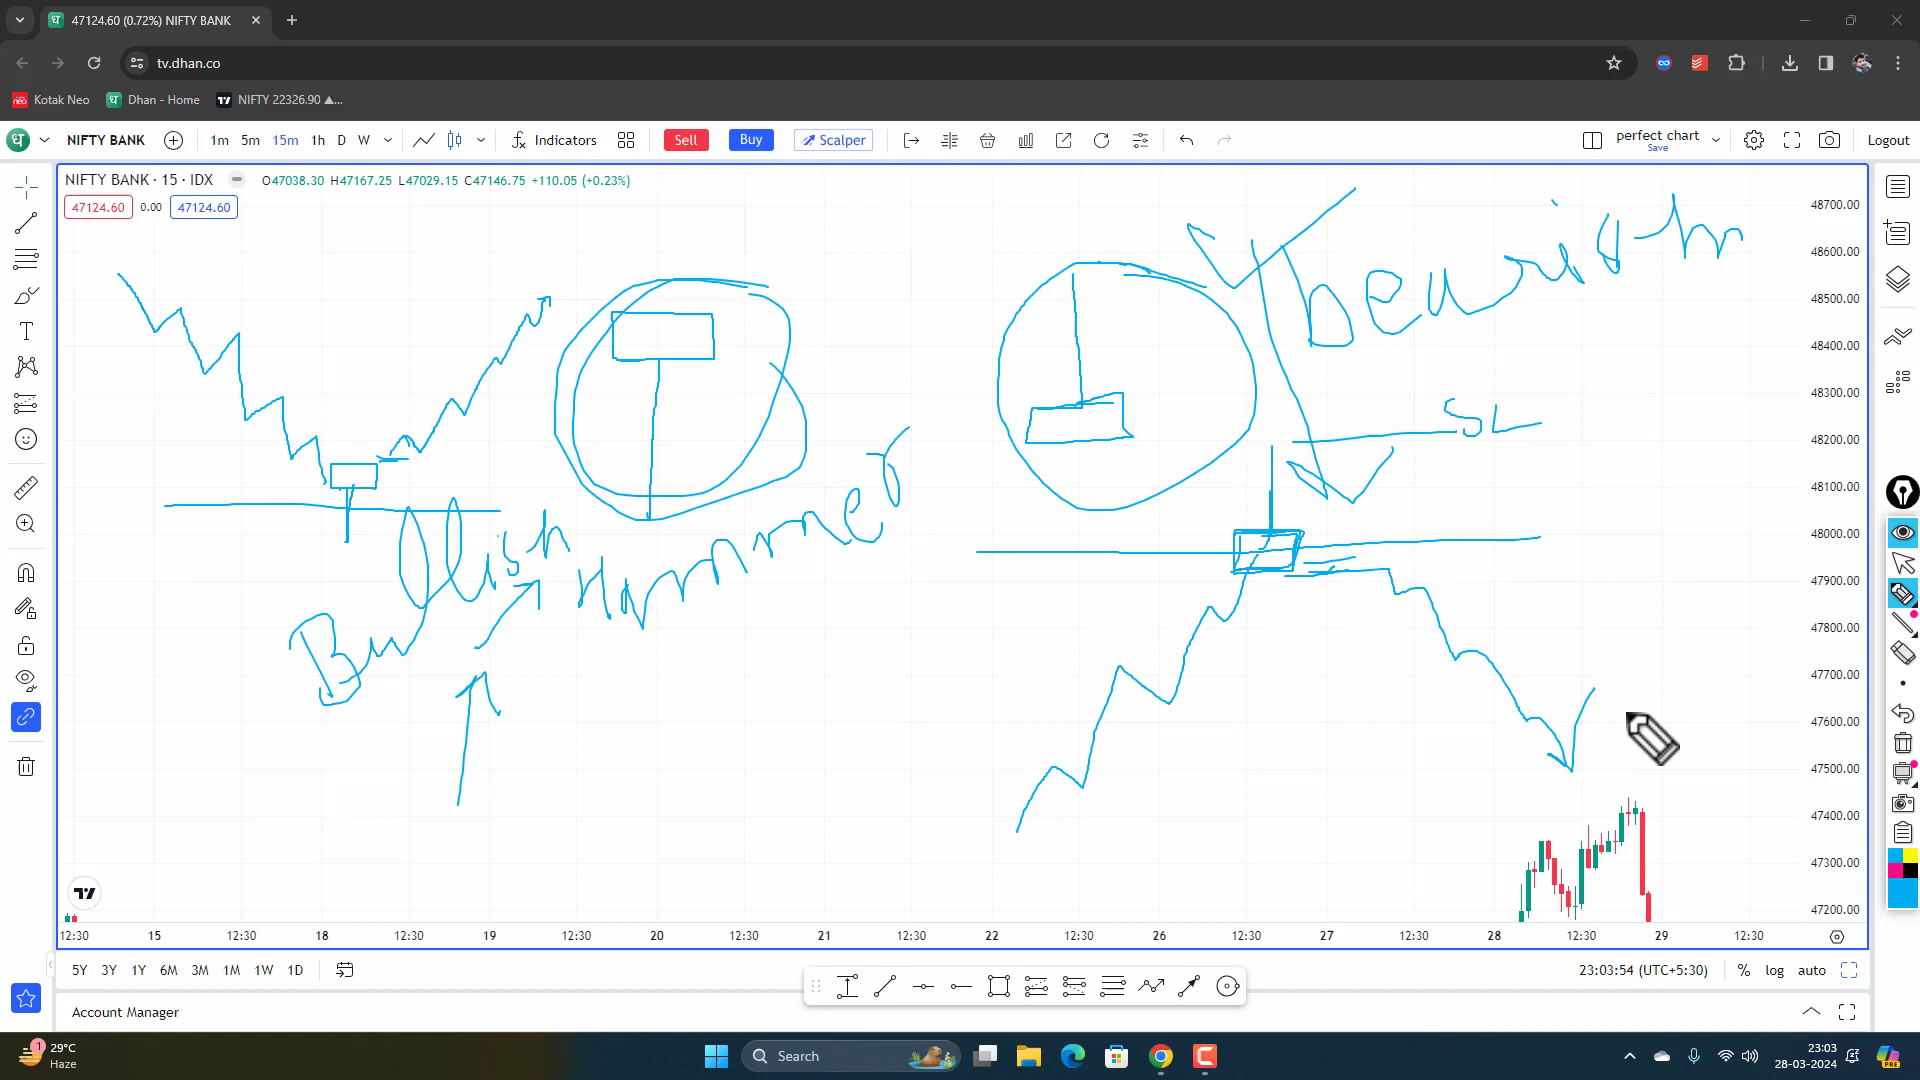 47124.60 (0.72%) NIFTY BANK
tv.dhan.co
Kotak Neo
Dhan - Home
NIFTY 22326.90 ▲...
NIFTY BANK
1m 5m 15m 1h D W
Indicators
Sell
Buy
Scalper
perfect chart
Save
Logout
NIFTY BANK · 15 · IDX
O47038.30 H47167.25 L47029.15 C47146.75 +110.05 (+0.23%)
47124.60 0.00 47124.60
Bullish
Hammmer
SL
48700.00
48600.00
48500.00
48400.00
48300.00
48200.00
48100.00
48000.00
47900.00
47800.00
47700.00
47600.00
47500.00
47400.00
47300.00
47200.00
12:30 15 12:30 18 12:30 19 12:30 20 12:30 21 12:30 22 12:30 26 12:30 27 12:30 28 12:30 29 12:30
5Y 3Y 1Y 6M 3M 1M 1W 1D
23:03:54 (UTC+5:30) % log auto
Account Manager
1
29°C
Haze
Search
23:03
28-03-2024
PRE